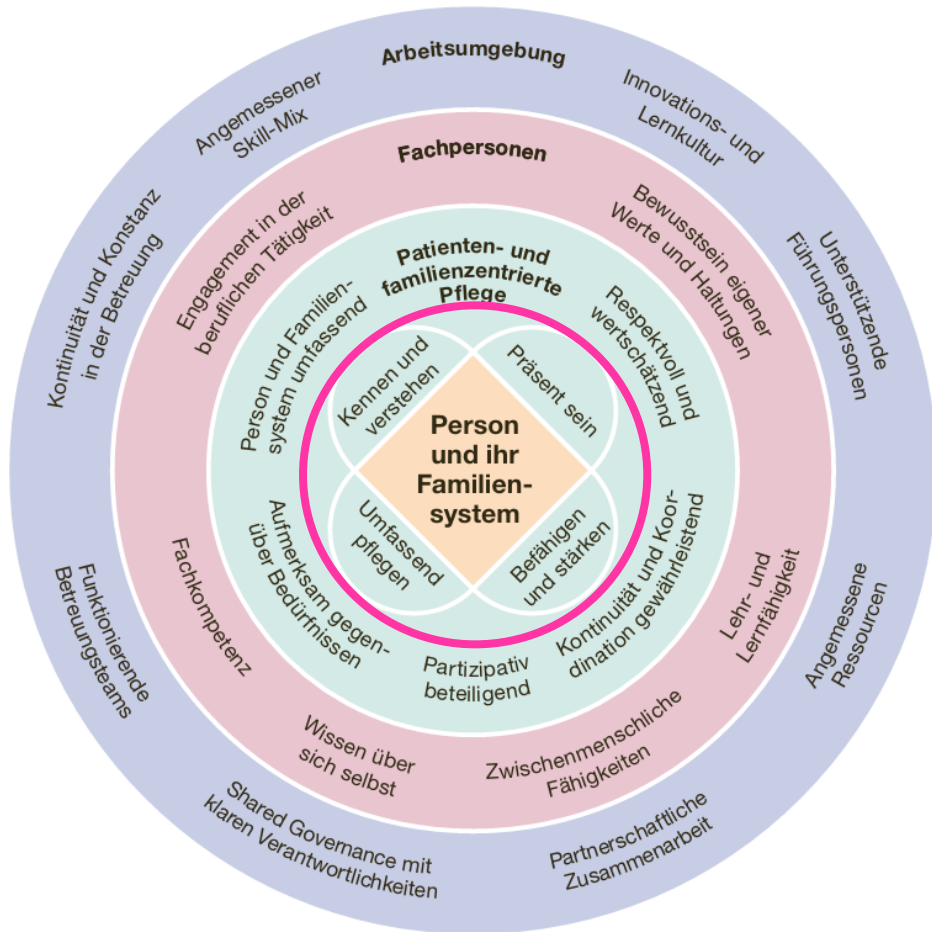 Arbeitsumgebung
Angemessener
Skill-Mix
Innovations- und
Lernkultur
Kontinuität und Konstanz
in der Betreuung
Unterstützende
Führungspersonen
Funktionierende
Betreuungsteams
Angemessene
Ressourcen
Shared Governance mit
klaren Verantwortlichkeiten
Partnerschaftliche
Zusammenarbeit
Fachpersonen
Engagement in der
beruflichen Tätigkeit
Bewusstsein eigener
Werte und Haltungen
Fachkompetenz
Lehr- und
Lernfähigkeit
Wissen über
sich selbst
Zwischenmenschliche
Fähigkeiten
Patienten- und
familienzentrierte
Pflege
Person und Familien-
system umfassend
Respektvoll und
wertschätzend
Aufmerksam gegen-
über Bedürfnissen
Partizipativ
beteiligend
Kontinuität und Koor-
dination gewährleistend
Kennen und
verstehen
Präsent sein
Umfassend
pflegen
Befähigen
und stärken
Person
und ihr
Familien-
system